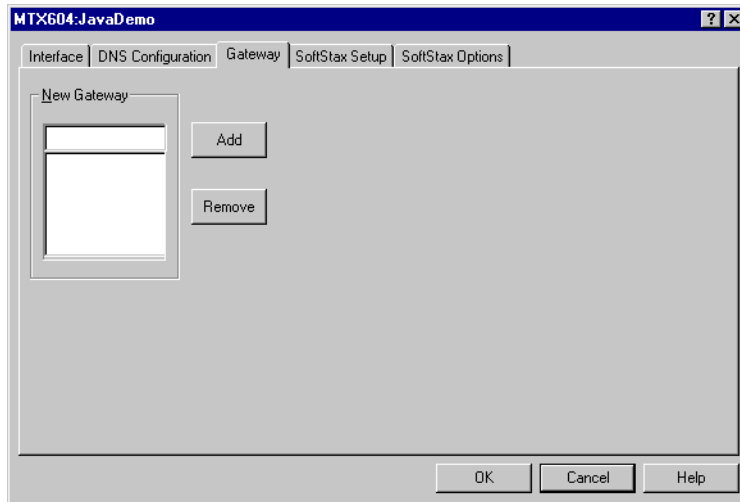 MTX604:JavaDemo ? X
Interface DNS Configuration Gateway SoftStax Setup SoftStax Options
New Gateway
Add
Remove
OK Cancel Help